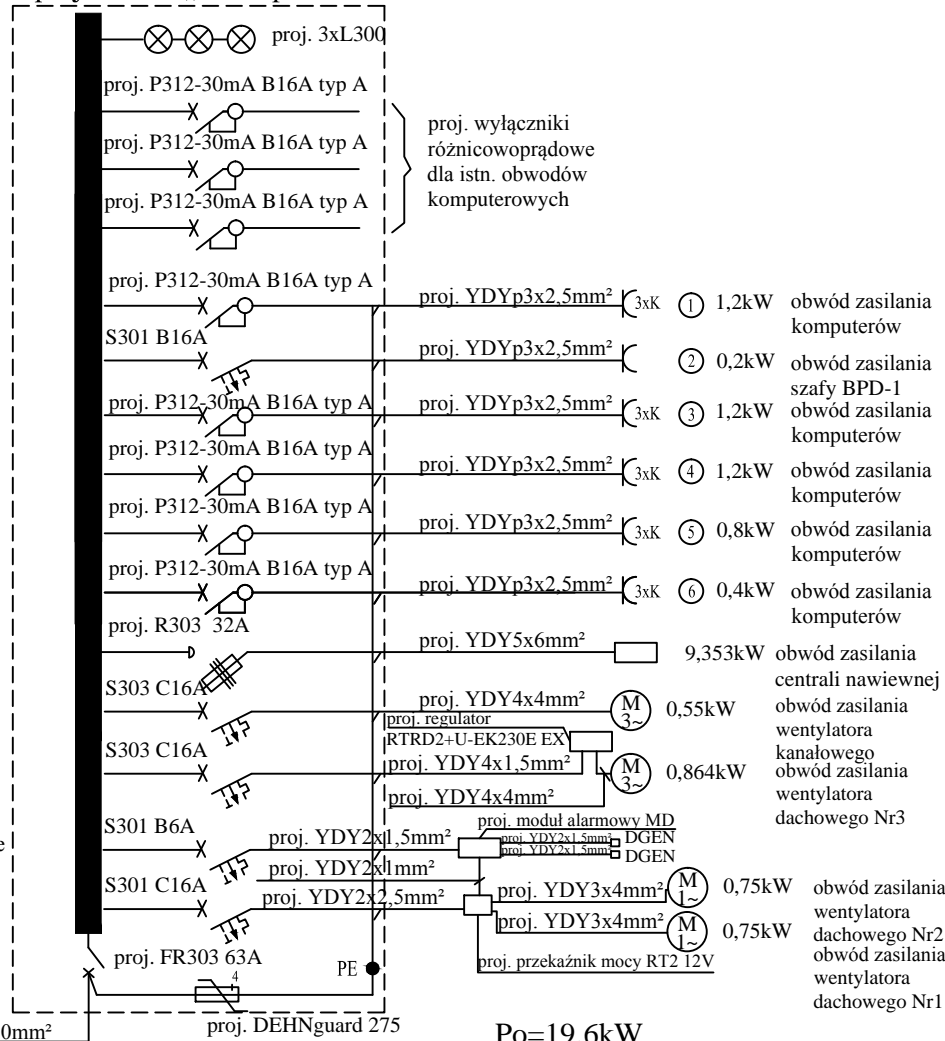 proj. 3xL300
proj. P312-30mA B16A typ A
proj. P312-30mA B16A typ A
proj. P312-30mA B16A typ A
proj. wyłączniki
różnicowoprądowe
dla istn. obwodów
komputerowych
proj. P312-30mA B16A typ A
proj. YDYp3x2,5mm²
3xK
1
1,2kW
obwód zasilania
komputerów
S301 B16A
proj. YDYp3x2,5mm²
2
0,2kW
obwód zasilania
szafy BPD-1
proj. P312-30mA B16A typ A
proj. YDYp3x2,5mm²
3xK
3
1,2kW
obwód zasilania
komputerów
proj. P312-30mA B16A typ A
proj. YDYp3x2,5mm²
3xK
4
1,2kW
obwód zasilania
komputerów
proj. P312-30mA B16A typ A
proj. YDYp3x2,5mm²
3xK
5
0,8kW
obwód zasilania
komputerów
proj. P312-30mA B16A typ A
proj. YDYp3x2,5mm²
3xK
6
0,4kW
obwód zasilania
komputerów
proj. R303 32A
proj. YDY5x6mm²
9,353kW
obwód zasilania
centrali nawiewnej
S303 C16A
proj. YDY4x4mm²
M
3~
0,55kW
obwód zasilania
wentylatora
kanałowego
proj. regulator
RTRD2+U-EK230E EX
S303 C16A
proj. YDY4x1,5mm²
proj. YDY4x4mm²
M
3~
0,864kW
obwód zasilania
wentylatora
dachowego Nr3
S301 B6A
proj. YDY2x1,5mm²
proj. moduł alarmowy MD
proj. YDY2x1,5mm²
DGEN
proj. YDY2x1,5mm²
DGEN
proj. YDY2x1mm²
S301 C16A
proj. YDY2x2,5mm²
proj. YDY3x4mm²
M
1~
0,75kW
obwód zasilania
wentylatora
dachowego Nr2
proj. YDY3x4mm²
M
1~
0,75kW
obwód zasilania
wentylatora
dachowego Nr1
proj. przekaźnik mocy RT2 12V
proj. FR303 63A
PE
4
proj. DEHNguard 275
0mm²
Po=19,6kW